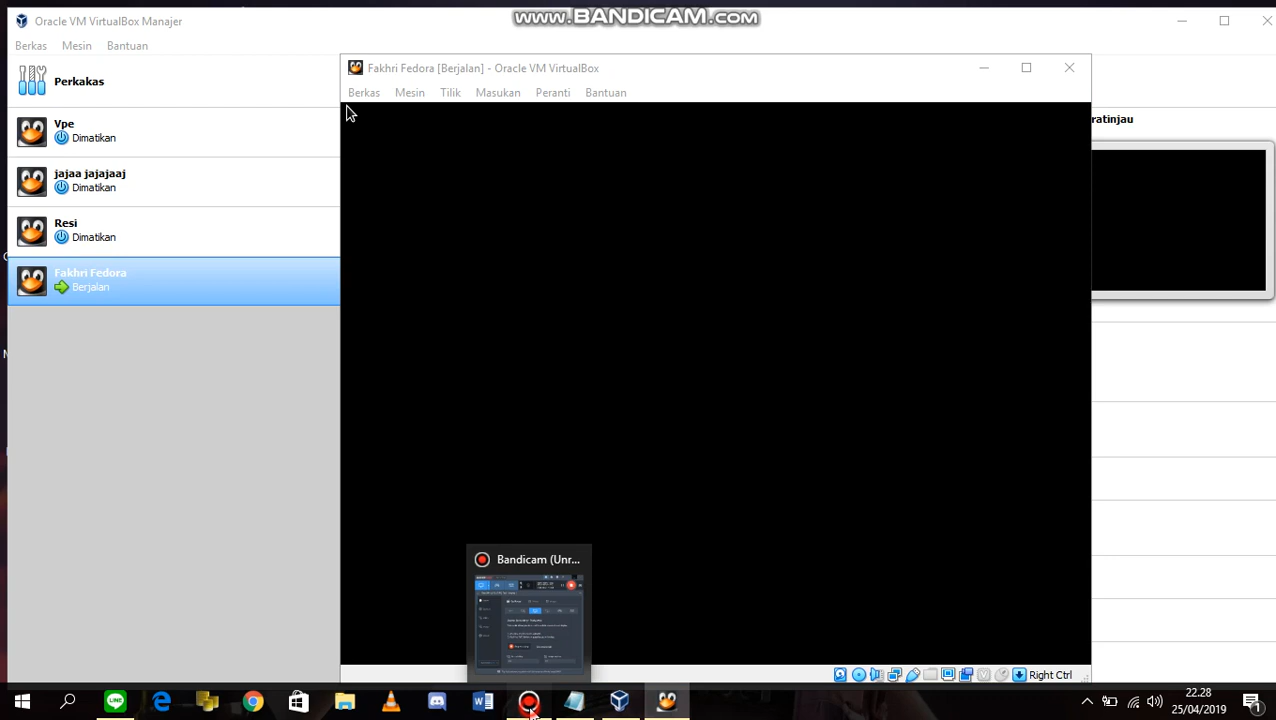 www.BANDICAM.com
Oracle VM VirtualBox Manajer
Berkas Mesin Bantuan
Perkakas
Vpe
Dimatikan
jajaa jajajaaj
Dimatikan
Resi
Dimatikan
Fakhri Fedora
Berjalan
Fakhri Fedora [Berjalan] - Oracle VM VirtualBox
Berkas Mesin Tilik Masukan Peranti Bantuan
ratinjau
Bandicam (Unr...
Right Ctrl
LINE
22.28
25/04/2019
1